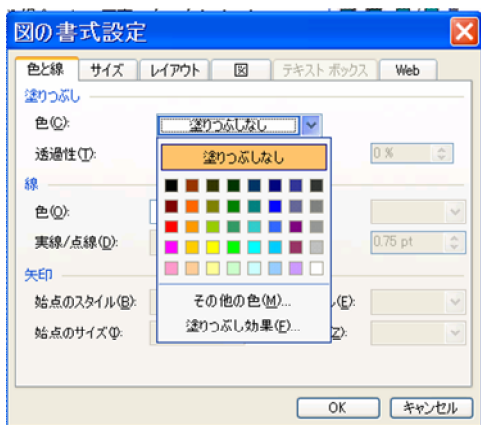 図の書式設定
色と線 サイズ レイアウト 図 テキスト ボックス Web
塗りつぶし
色(C): 塗りつぶしなし
透過性(T): 0 %
塗りつぶしなし
線
色(O):
実線/点線(D): 0.75 pt
矢印
始点のスタイル(B): (E):
始点のサイズ(I): Z):
その他の色(M)...
塗りつぶし効果(F)...
OK キャンセル